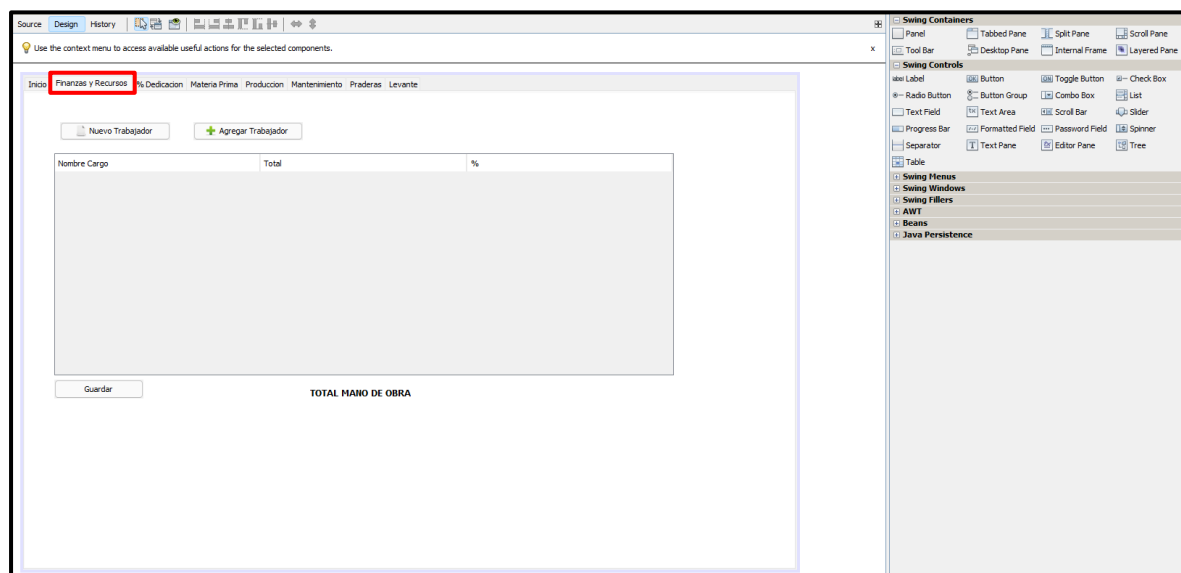 Source Design History
Use the context menu to access available useful actions for the selected components. x
Inicio Finanzas y Recursos % Dedicacion Materia Prima Produccion Mantenimiento Praderas Levante
Nuevo Trabajador Agregar Trabajador
Nombre Cargo Total %
Guardar
TOTAL MANO DE OBRA
Swing Containers
Panel Tabbed Pane Split Pane Scroll Pane
Tool Bar Desktop Pane Internal Frame Layered Pane
Swing Controls
label Label OK Button ON Toggle Button Check Box
Radio Button Button Group Combo Box List
Text Field Text Area Scroll Bar Slider
Progress Bar Formatted Field Password Field Spinner
Separator Text Pane Editor Pane Tree
Table
Swing Menus
Swing Windows
Swing Fillers
AWT
Beans
Java Persistence